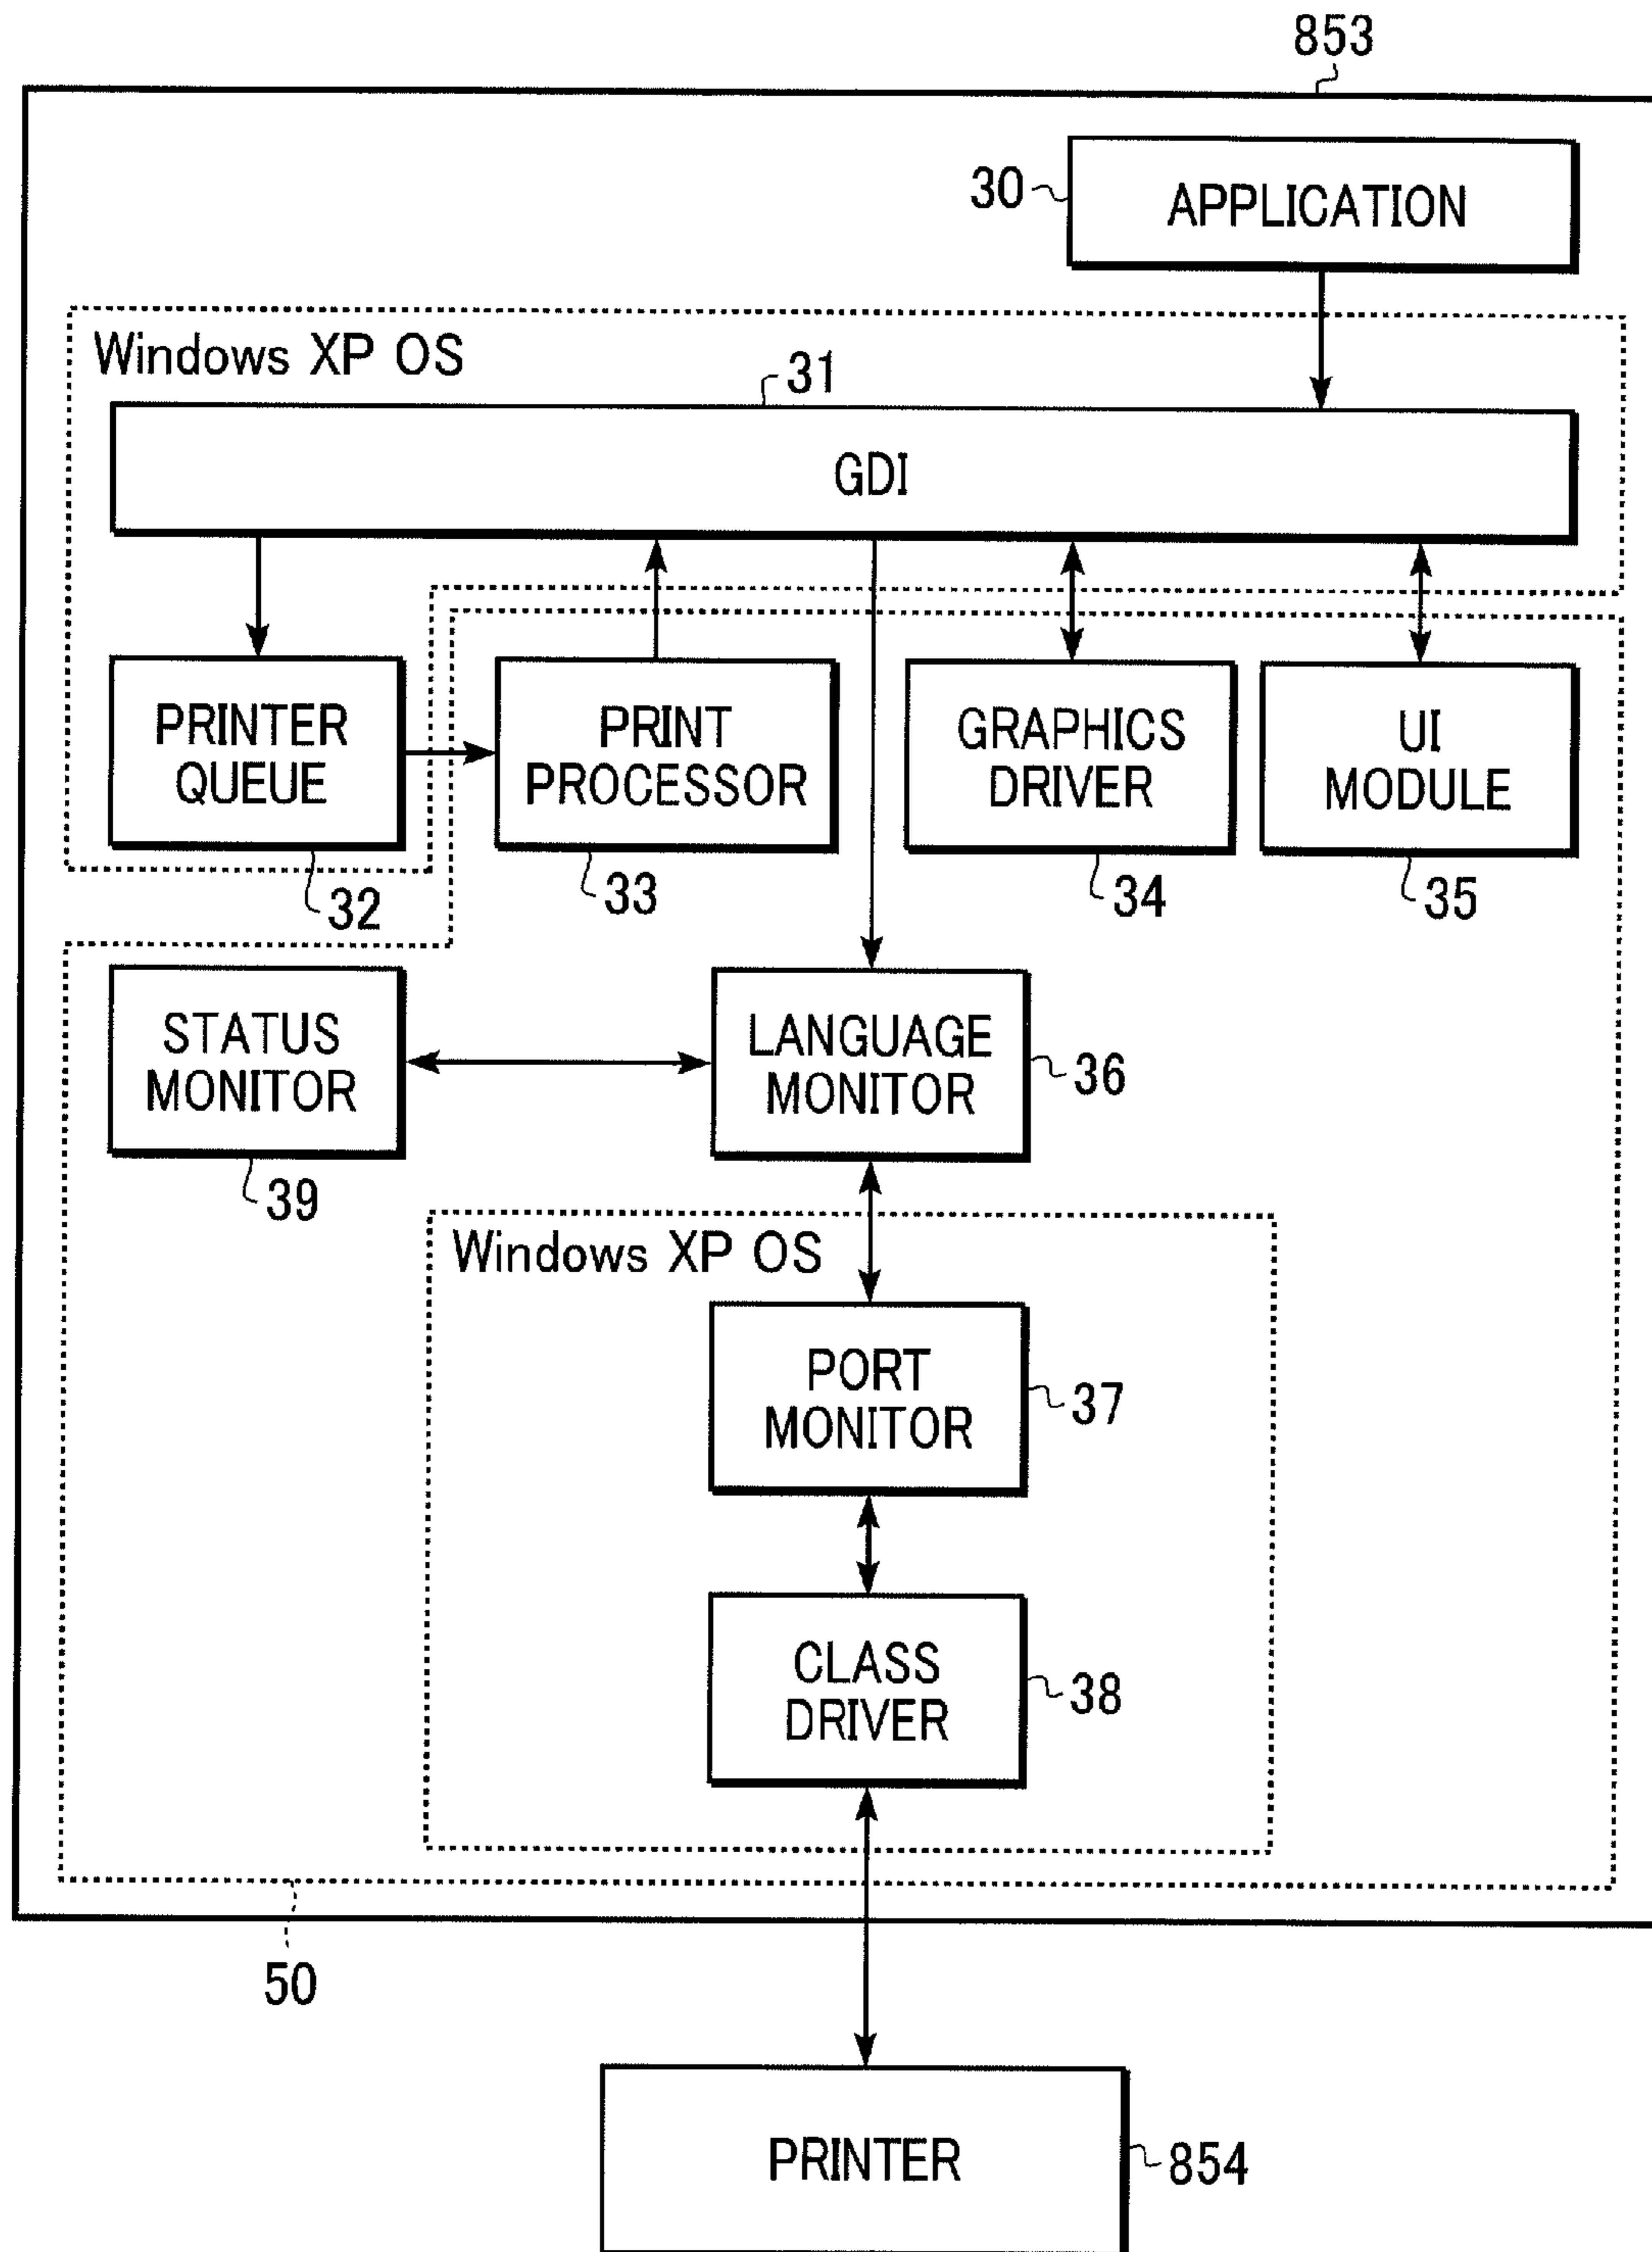 853
30
APPLICATION
Windows XP OS
31
GDI
PRINTER
QUEUE
32
PRINT
PROCESSOR
33
GRAPHICS
DRIVER
34
UI
MODULE
35
STATUS
MONITOR
39
LANGUAGE
MONITOR
36
Windows XP OS
PORT
MONITOR
37
CLASS
DRIVER
38
50
PRINTER
854